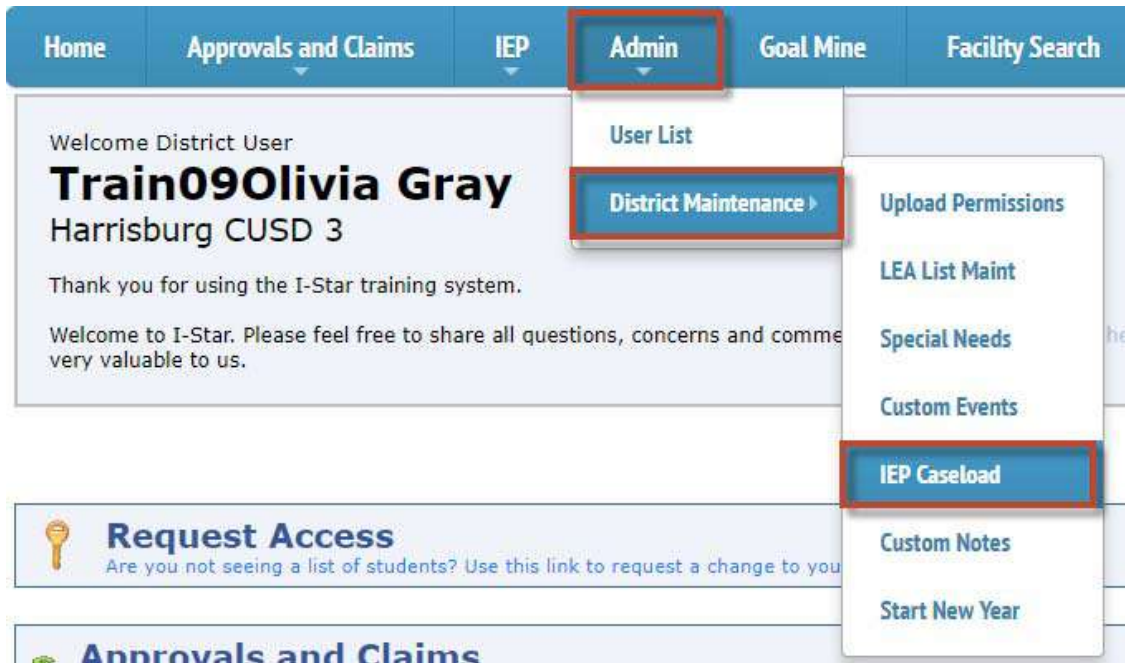 Home Approvals and Claims IEP Admin Goal Mine Facility Search
Welcome District User
Train09Olivia Gray
Harrisburg CUSD 3
Thank you for using the I-Star training system.
Welcome to I-Star. Please feel free to share all questions, concerns and comme
very valuable to us.
User List
District Maintenance
Upload Permissions
LEA List Maint
Special Needs
Custom Events
IEP Caseload
Custom Notes
Start New Year
Request Access
Are you not seeing a list of students? Use this link to request a change to you
Approvals and Claims